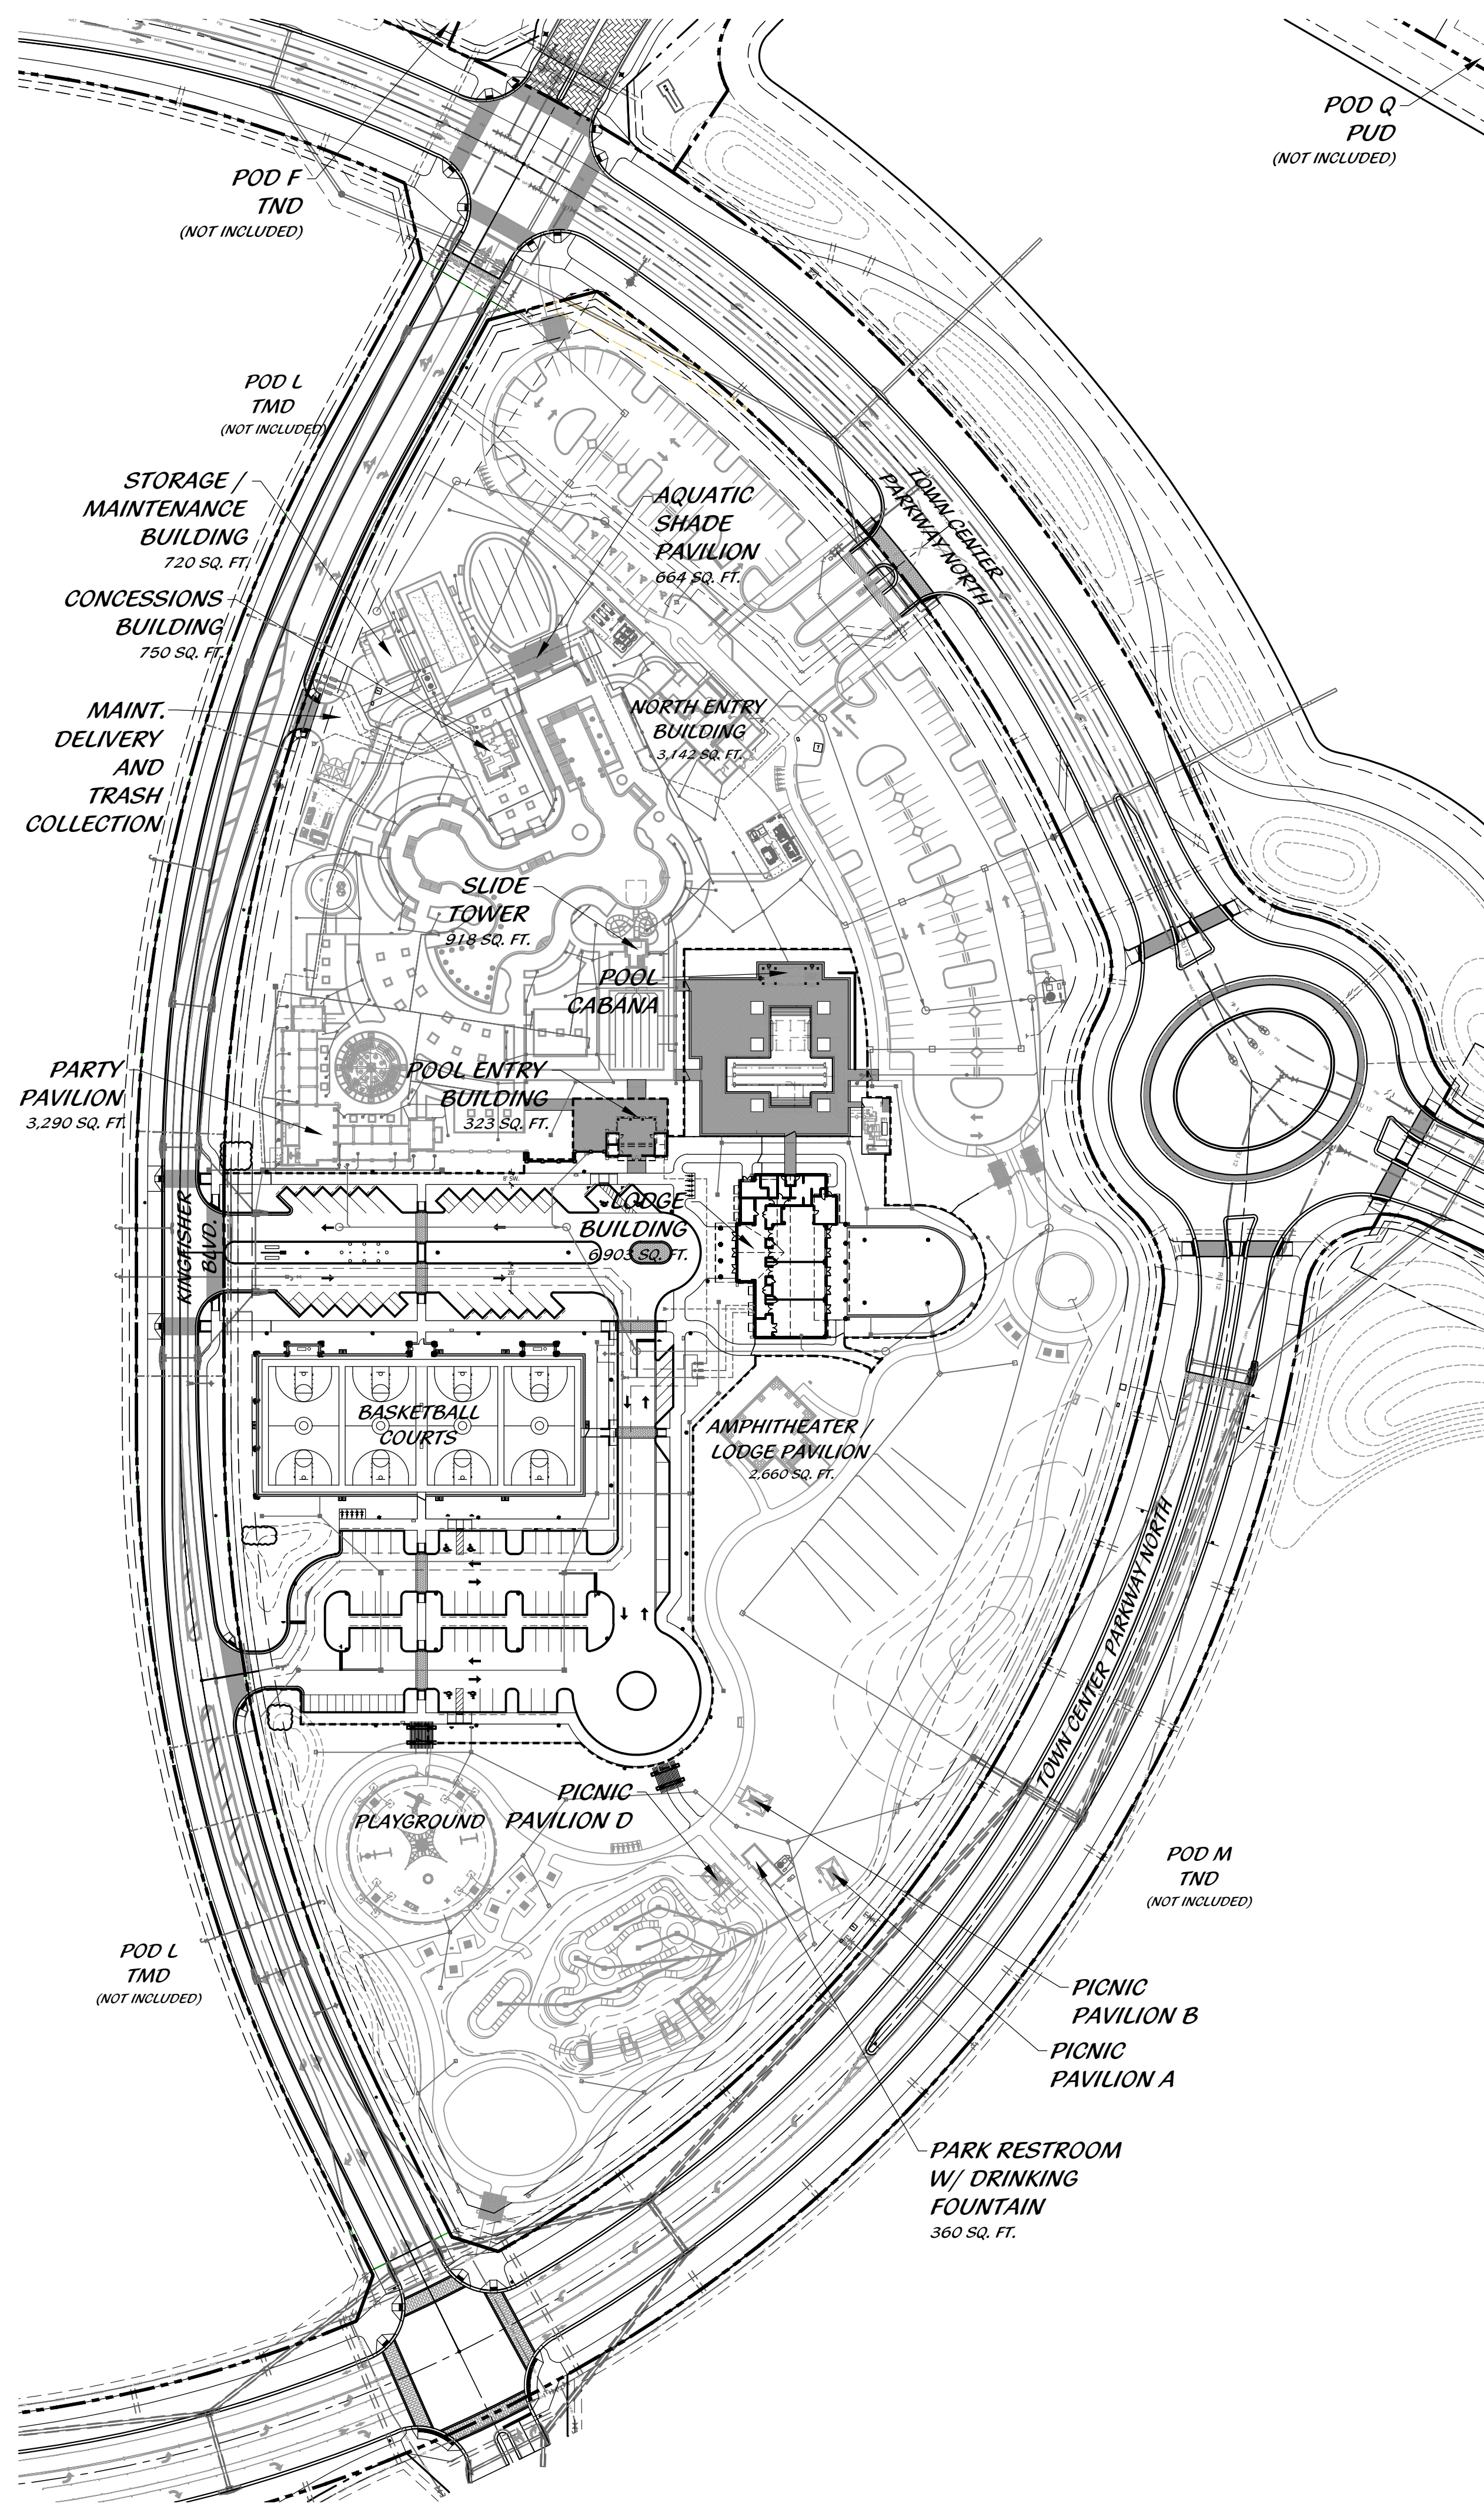 POD Q
PUD
(NOT INCLUDED)
POD F
TND
(NOT INCLUDED)
POD L
TMD
(NOT INCLUDED)
STORAGE /
MAINTENANCE
BUILDING
720 SQ. FT.
AQUATIC
SHADE
PAVILION
664 SQ. FT.
TOWN CENTER
PARKWAY NORTH
CONCESSIONS
BUILDING
750 SQ. FT.
MAINT.
DELIVERY
AND
TRASH
COLLECTION
NORTH ENTRY
BUILDING
3,142 SQ. FT.
SLIDE
TOWER
918 SQ. FT.
POOL
CABANA
PARTY
PAVILION
3,290 SQ. FT.
POOL ENTRY
BUILDING
323 SQ. FT.
KINGFISHER
BLVD.
LODGE
BUILDING
6,903 SQ. FT.
BASKETBALL
COURTS
AMPHITHEATER /
LODGE PAVILION
2,660 SQ. FT.
TOWN CENTER PARKWAY NORTH
PICNIC
PAVILION D
PLAYGROUND
POD M
TND
(NOT INCLUDED)
POD L
TMD
(NOT INCLUDED)
PICNIC
PAVILION B
PICNIC
PAVILION A
PARK RESTROOM
W/ DRINKING
FOUNTAIN
360 SQ. FT.